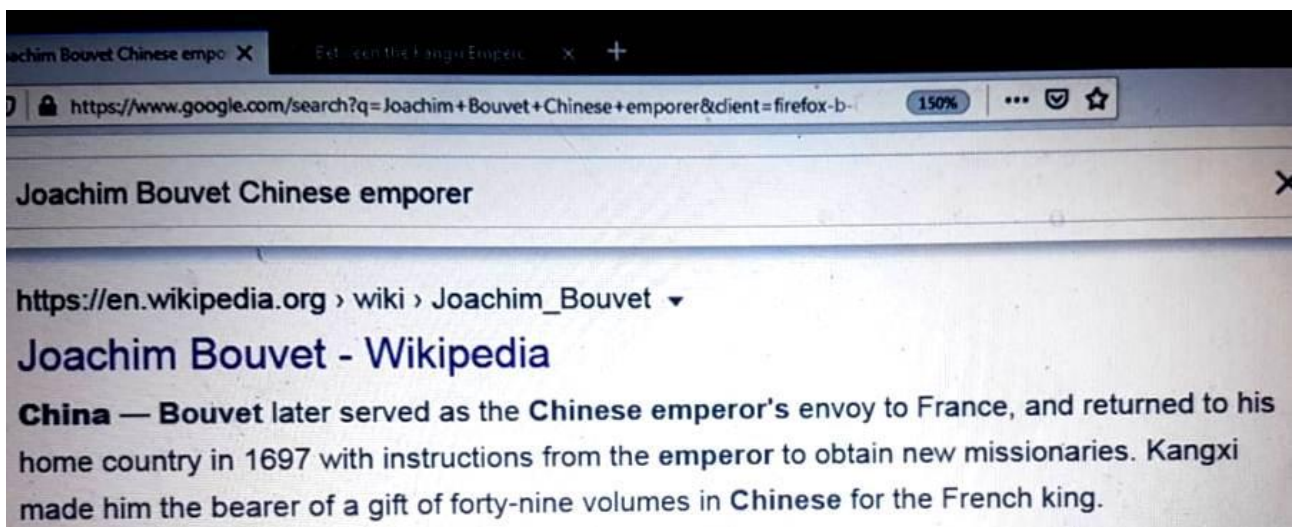 achim Bouvet Chinese empo X
the Kangxi Empero × +
https://www.google.com/search?q=Joachim+Bouvet+Chinese+emporer&client=firefox-b- 150% ...
Joachim Bouvet Chinese emporer X
https://en.wikipedia.org › wiki › Joachim_Bouvet
Joachim Bouvet - Wikipedia
China — Bouvet later served as the Chinese emperor's envoy to France, and returned to his
home country in 1697 with instructions from the emperor to obtain new missionaries. Kangxi
made him the bearer of a gift of forty-nine volumes in Chinese for the French king.